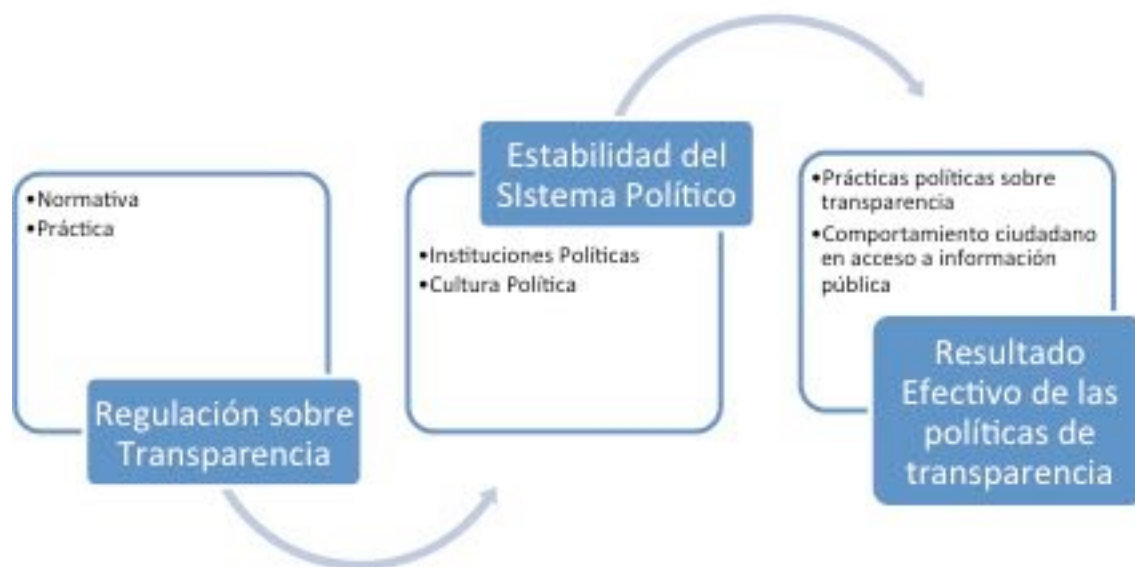 •Normativa
•Práctica
Regulación sobre
Transparencia
Estabilidad del
SIstema Político
•Instituciones Políticas
•Cultura Política
•Prácticas políticas sobre
transparencia
•Comportamiento ciudadano
en acceso a información
pública
Resultado
Efectivo de las
políticas de
transparencia